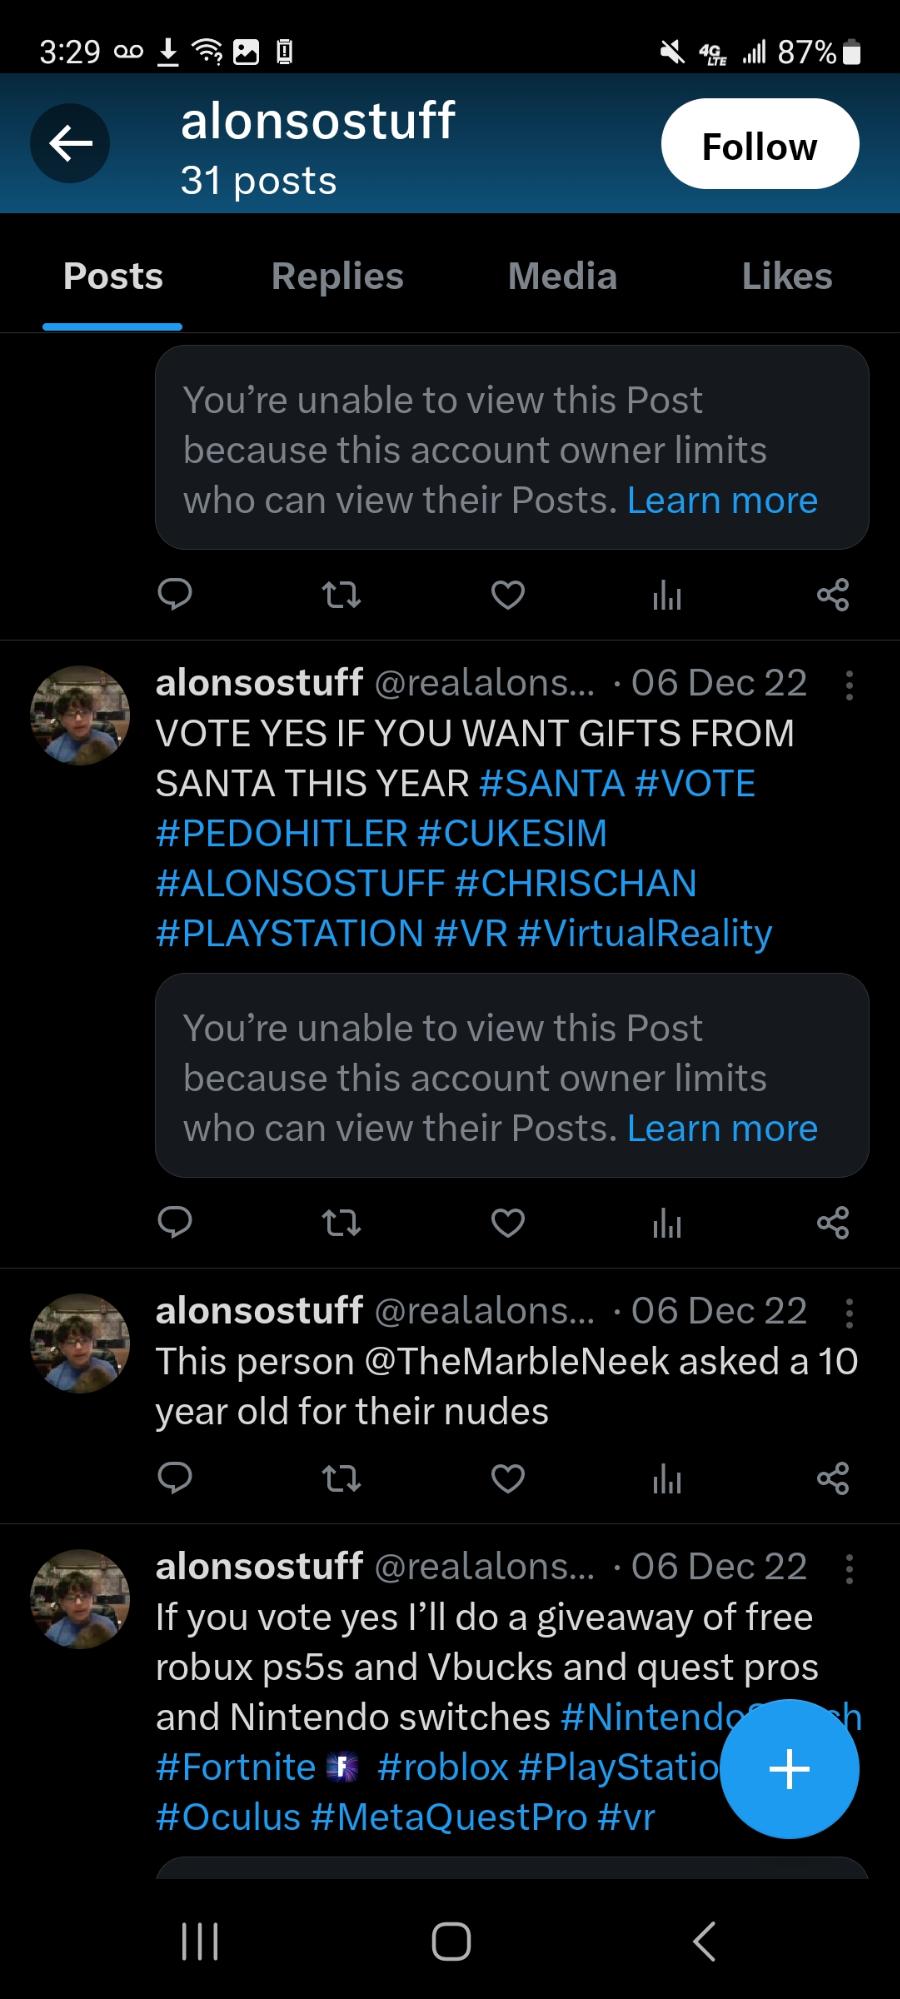 3:29
4G LTE 87%
alonsostuff
31 posts
Follow
Posts Replies Media Likes
You’re unable to view this Post
because this account owner limits
who can view their Posts. Learn more
alonsostuff @realalons... · 06 Dec 22
VOTE YES IF YOU WANT GIFTS FROM
SANTA THIS YEAR #SANTA #VOTE
#PEDOHITLER #CUKESIM
#ALONSOSTUFF #CHRISCHAN
#PLAYSTATION #VR #VirtualReality
You’re unable to view this Post
because this account owner limits
who can view their Posts. Learn more
alonsostuff @realalons... · 06 Dec 22
This person @TheMarbleNeek asked a 10
year old for their nudes
alonsostuff @realalons... · 06 Dec 22
If you vote yes I’ll do a giveaway of free
robux ps5s and Vbucks and quest pros
and Nintendo switches
#Fortnite F #roblox #PlayStatio
#Oculus #MetaQuestPro #vr